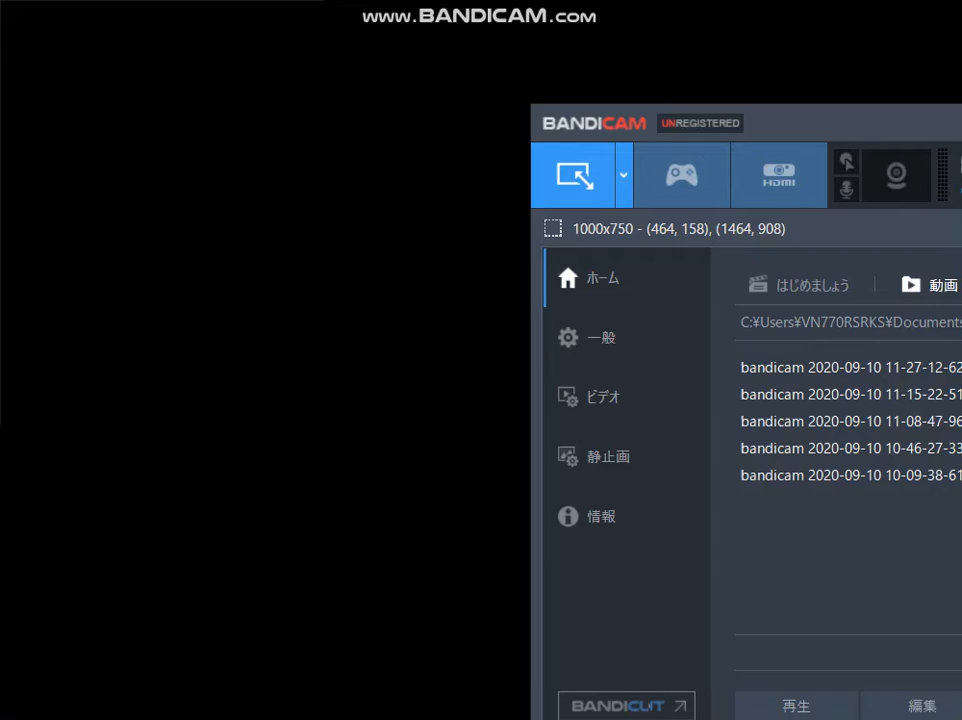 www.BANDICAM.com
BANDICAM UNREGISTERED
HDMI
1000x750 - (464, 158), (1464, 908)
ホーム
一般
ビデオ
静止画
情報
BANDICUT
はじめましょう 動画
C:¥Users¥VN770RSRKS¥Documents
bandicam 2020-09-10 11-27-12-62
bandicam 2020-09-10 11-15-22-51
bandicam 2020-09-10 11-08-47-96
bandicam 2020-09-10 10-46-27-33
bandicam 2020-09-10 10-09-38-61
再生 編集